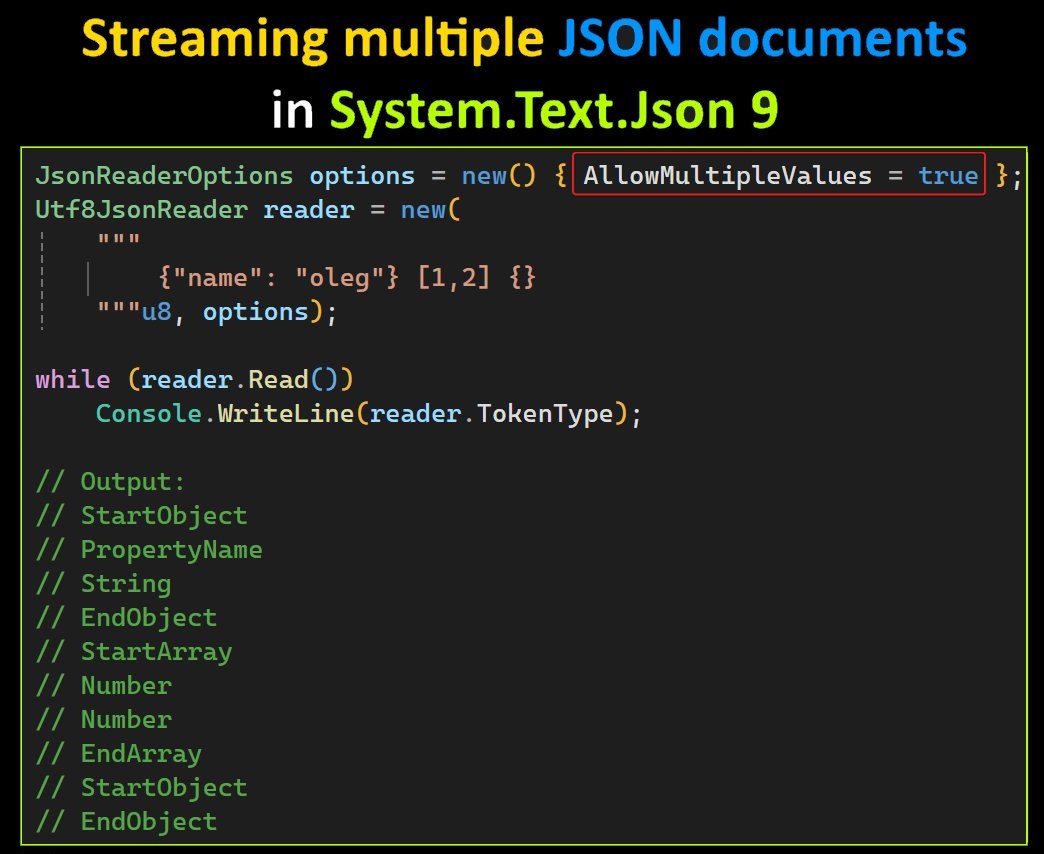 Streaming multiple JSON documents
in System.Text.Json 9
JsonReaderOptions options = new() { AllowMultipleValues = true };
Utf8JsonReader reader = new(
    """
        {"name": "oleg"} [1,2] {}
    """u8, options);
while (reader.Read())
    Console.WriteLine(reader.TokenType);
// Output:
// StartObject
// PropertyName
// String
// EndObject
// StartArray
// Number
// Number
// EndArray
// StartObject
// EndObject